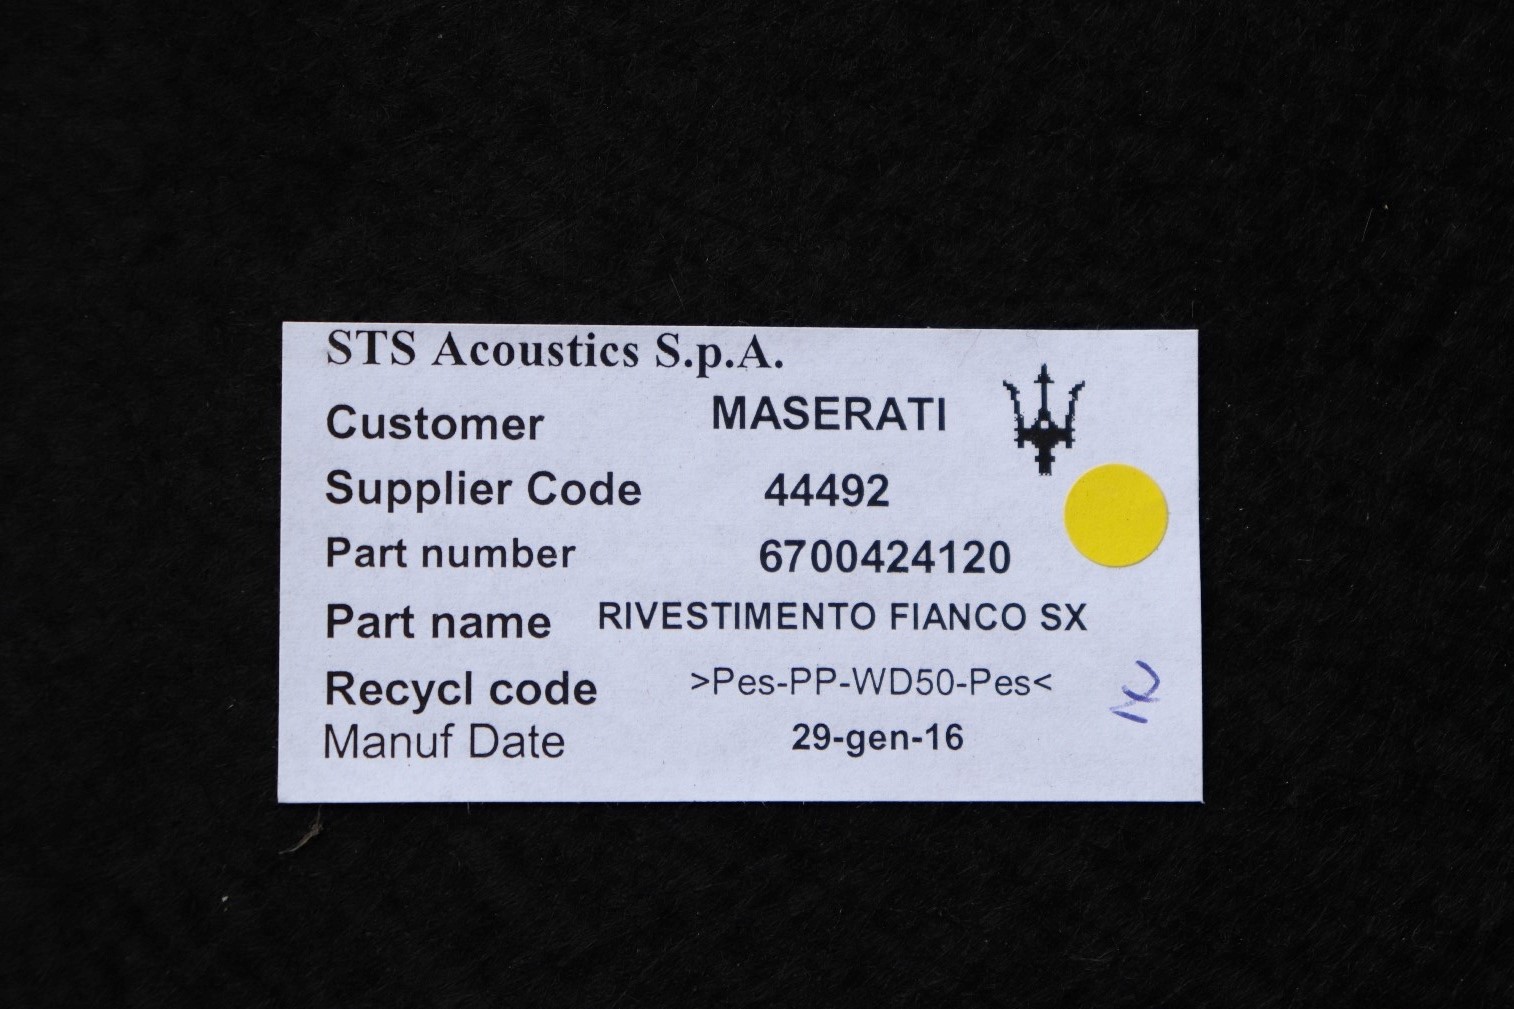 STS Acoustics S.p.A.
Customer MASERATI
Supplier Code 44492
Part number 6700424120
Part name RIVESTIMENTO FIANCO SX
Recycl code >Pes-PP-WD50-Pes<
Manuf Date 29-gen-16